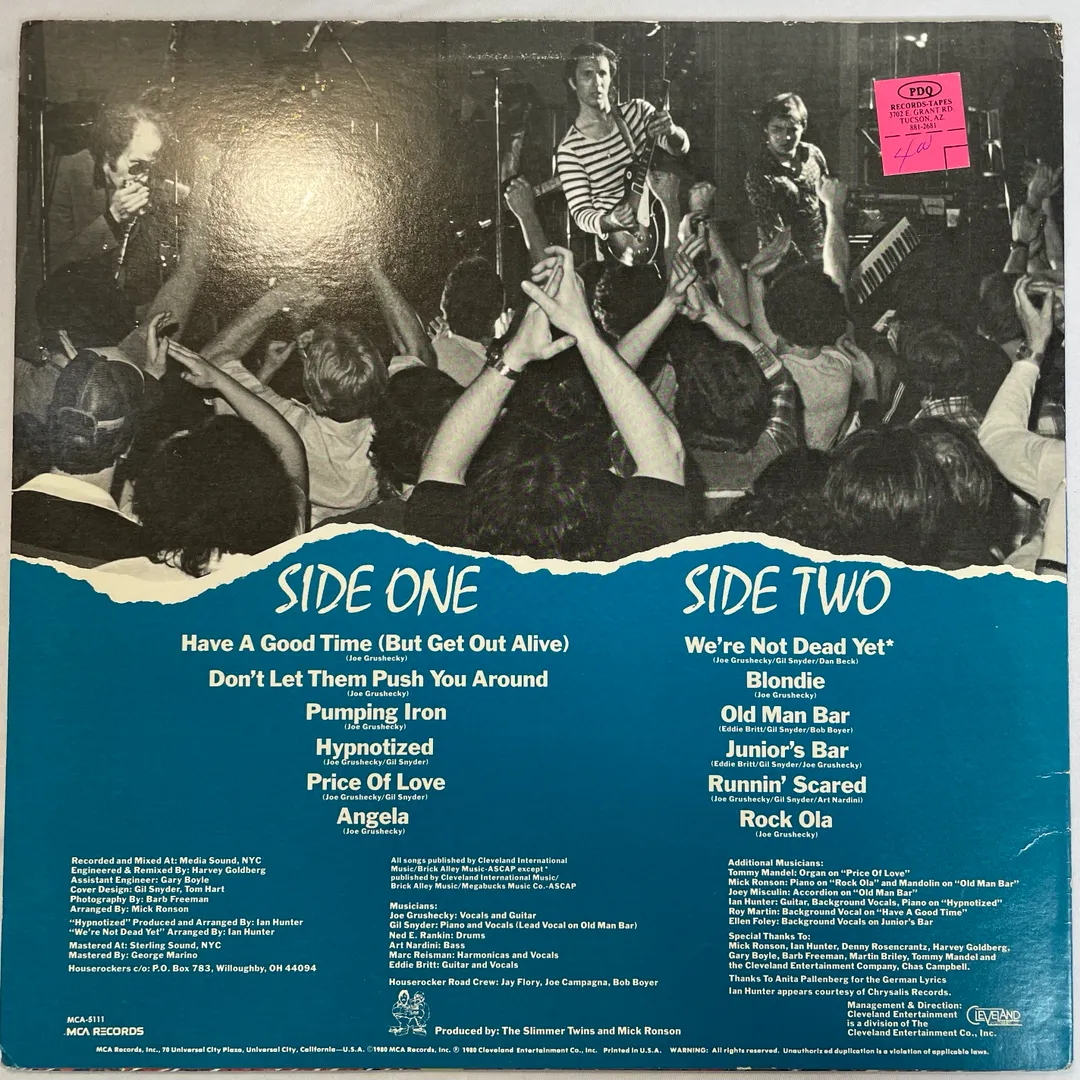 PDQ
RECORDS-TAPES
3702 E. GRANT RD.
TUCSON, AZ.
881-2681
SIDE ONE
Have A Good Time (But Get Out Alive)
(Joe Grushecky)
Don't Let Them Push You Around
(Joe Grushecky)
Pumping Iron
(Joe Grushecky)
Hypnotized
(Joe Grushecky/Gil Snyder)
Price Of Love
(Joe Grushecky/Gil Snyder)
Angela
(Joe Grushecky)
SIDE TWO
We're Not Dead Yet*
(Joe Grushecky/Gil Snyder/Dan Beck)
Blondie
(Joe Grushecky)
Old Man Bar
(Eddie Britt/Gil Snyder/Bob Boyer)
Junior's Bar
(Eddie Britt/Gil Snyder/Joe Grushecky)
Runnin' Scared
(Joe Grushecky/Gil Snyder/Art Nardini)
Rock Ola
(Joe Grushecky)
Recorded and Mixed At: Media Sound, NYC
Engineered & Remixed By: Harvey Goldberg
Assistant Engineer: Gary Boyle
Cover Design: Gil Snyder, Tom Hart
Photography By: Barb Freeman
Arranged By: Mick Ronson
"Hypnotized" Produced and Arranged By: Ian Hunter
"We're Not Dead Yet" Arranged By: Ian Hunter
Mastered At: Sterling Sound, NYC
Mastered By: George Marino
Houserockers c/o: P.O. Box 783, Willoughby, OH 44094
All songs published by Cleveland International
Music/Brick Alley Music-ASCAP except *
published by Cleveland International Music/
Brick Alley Music/Megabucks Music Co.-ASCAP
Musicians:
Joe Grushecky: Vocals and Guitar
Gil Snyder: Piano and Vocals (Lead Vocal on Old Man Bar)
Ned E. Rankin: Drums
Art Nardini: Bass
Marc Reisman: Harmonicas and Vocals
Eddie Britt: Guitar and Vocals
Houserocker Road Crew: Jay Flory, Joe Campagna, Bob Boyer
Produced by: The Slimmer Twins and Mick Ronson
Additional Musicians:
Tommy Mandel: Organ on "Price Of Love"
Mick Ronson: Piano on "Rock Ola" and Mandolin on "Old Man Bar"
Joey Misculin: Accordion on "Old Man Bar"
Ian Hunter: Guitar, Background Vocals, Piano on "Hypnotized"
Roy Martin: Background Vocal on "Have A Good Time"
Ellen Foley: Background Vocals on Junior's Bar
Special Thanks To:
Mick Ronson, Ian Hunter, Denny Rosencrantz, Harvey Goldberg,
Gary Boyle, Barb Freeman, Martin Briley, Tommy Mandel and
the Cleveland Entertainment Company, Chas Campbell.
Thanks To Anita Pallenberg for the German Lyrics
Ian Hunter appears courtesy of Chrysalis Records.
Management & Direction:
Cleveland Entertainment
is a division of The
Cleveland Entertainment Co., Inc.
CLEVELAND
MCA-5111
MCA RECORDS
MCA Records, Inc., 70 Universal City Plaza, Universal City, California—U.S.A. ©1980 MCA Records, Inc. ℗ 1980 Cleveland Entertainment Co., Inc. Printed in U.S.A. WARNING: All rights reserved. Unauthorized duplication is a violation of applicable laws.